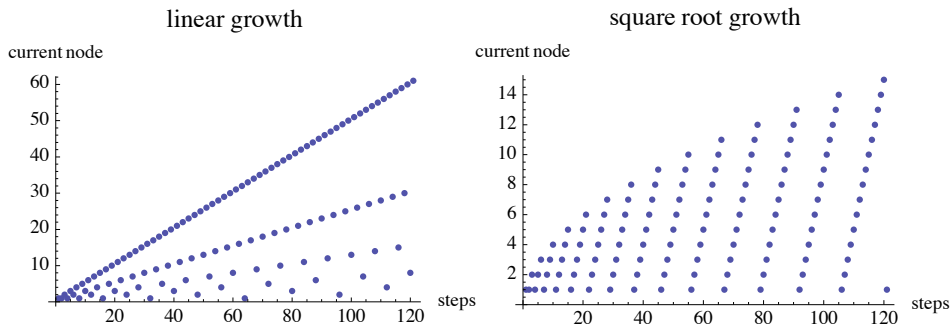 linear growth
current node
60
50
40
30
20
10
20 40 60 80 100 120 steps
square root growth
current node
14
12
10
8
6
4
2
20 40 60 80 100 120 steps